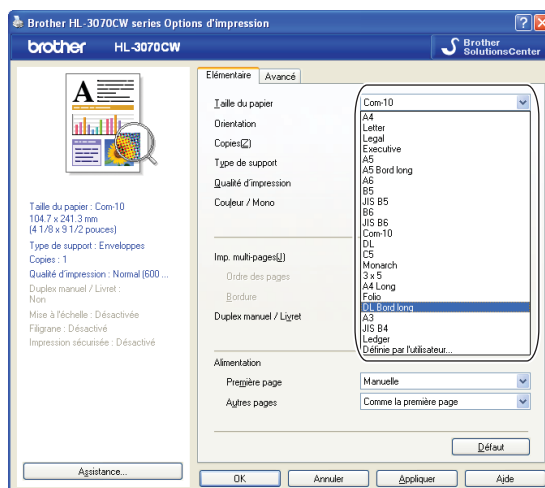 Brother HL-3070CW series Options d'impression
brother HL-3070CW
Brother
SolutionsCenter
Elémentaire
Avancé
A
Taille du papier : Com-10
104.7 x 241.3 mm
(4 1/8 x 9 1/2 pouces)
Type de support : Enveloppes
Copies : 1
Qualité d'impression : Normal (600 ...
Duplex manuel / Livret :
Non
Mise à l'échelle : Désactivée
Filigrane : Désactivé
Impression sécurisée : Désactivé
Assistance...
Taille du papier
Com-10
Orientation
Copies(Z)
Type de support
Qualité d'impression
Couleur / Mono
Imp. multi-pages(J)
Ordre des pages
Bordure
Duplex manuel / Livret
A4
Letter
Legal
Executive
A5
A5 Bord long
A6
B5
JIS B5
B6
JIS B6
Com-10
DL
C5
Monarch
3 x 5
A4 Long
Folio
DL Bord long
A3
JIS B4
Ledger
Définie par l'utilisateur...
Alimentation
Première page
Manuelle
Autres pages
Comme la première page
Défaut
OK
Annuler
Appliquer
Aide